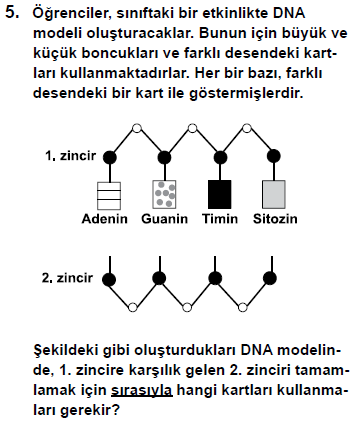 5. Öğrenciler, sınıftaki bir etkinlikte DNA
modeli oluşturacaklar. Bunun için büyük ve
küçük boncukları ve farklı desendeki kart-
ları kullanmaktadırlar. Her bir bazı, farklı
desendeki bir kart ile göstermişlerdir.
1. zincir
Adenin Guanin Timin Sitozin
2. zincir
Şekildeki gibi oluşturdukları DNA modelin-
de, 1. zincire karşılık gelen 2. zinciri tamam-
lamak için sırasıyla hangi kartları kullanma-
ları gerekir?